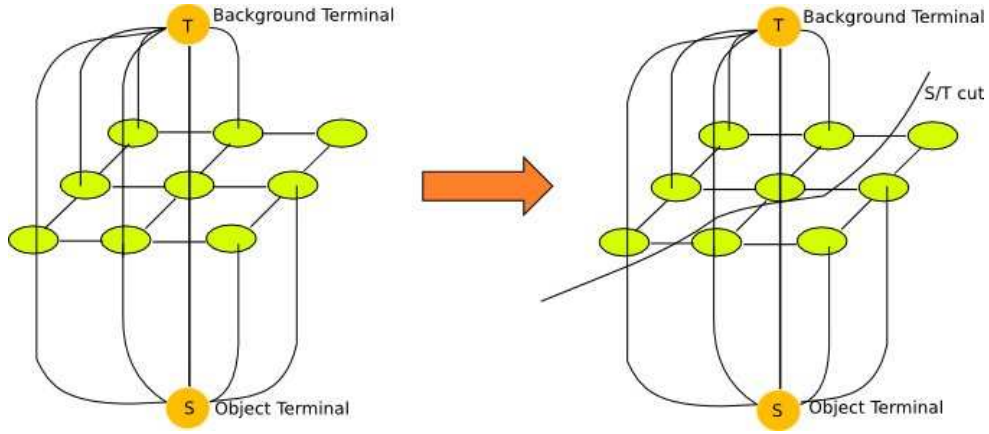 T
Background Terminal
S
Object Terminal
T
Background Terminal
S/T cut
S
Object Terminal